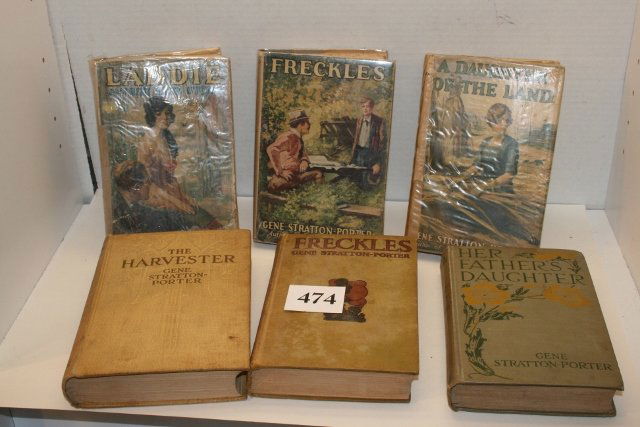 LADDIE
FRECKLES
GENE STRATTON-PORTER
A DAUGHTER
OF THE LAND
GENE STRATTON-PORTER
THE
HARVESTER
GENE
STRATTON-
PORTER
FRECKLES
GENE STRATTON-PORTER
474
HER
FATHER'S
DAUGHTER
GENE
STRATTON-PORTER